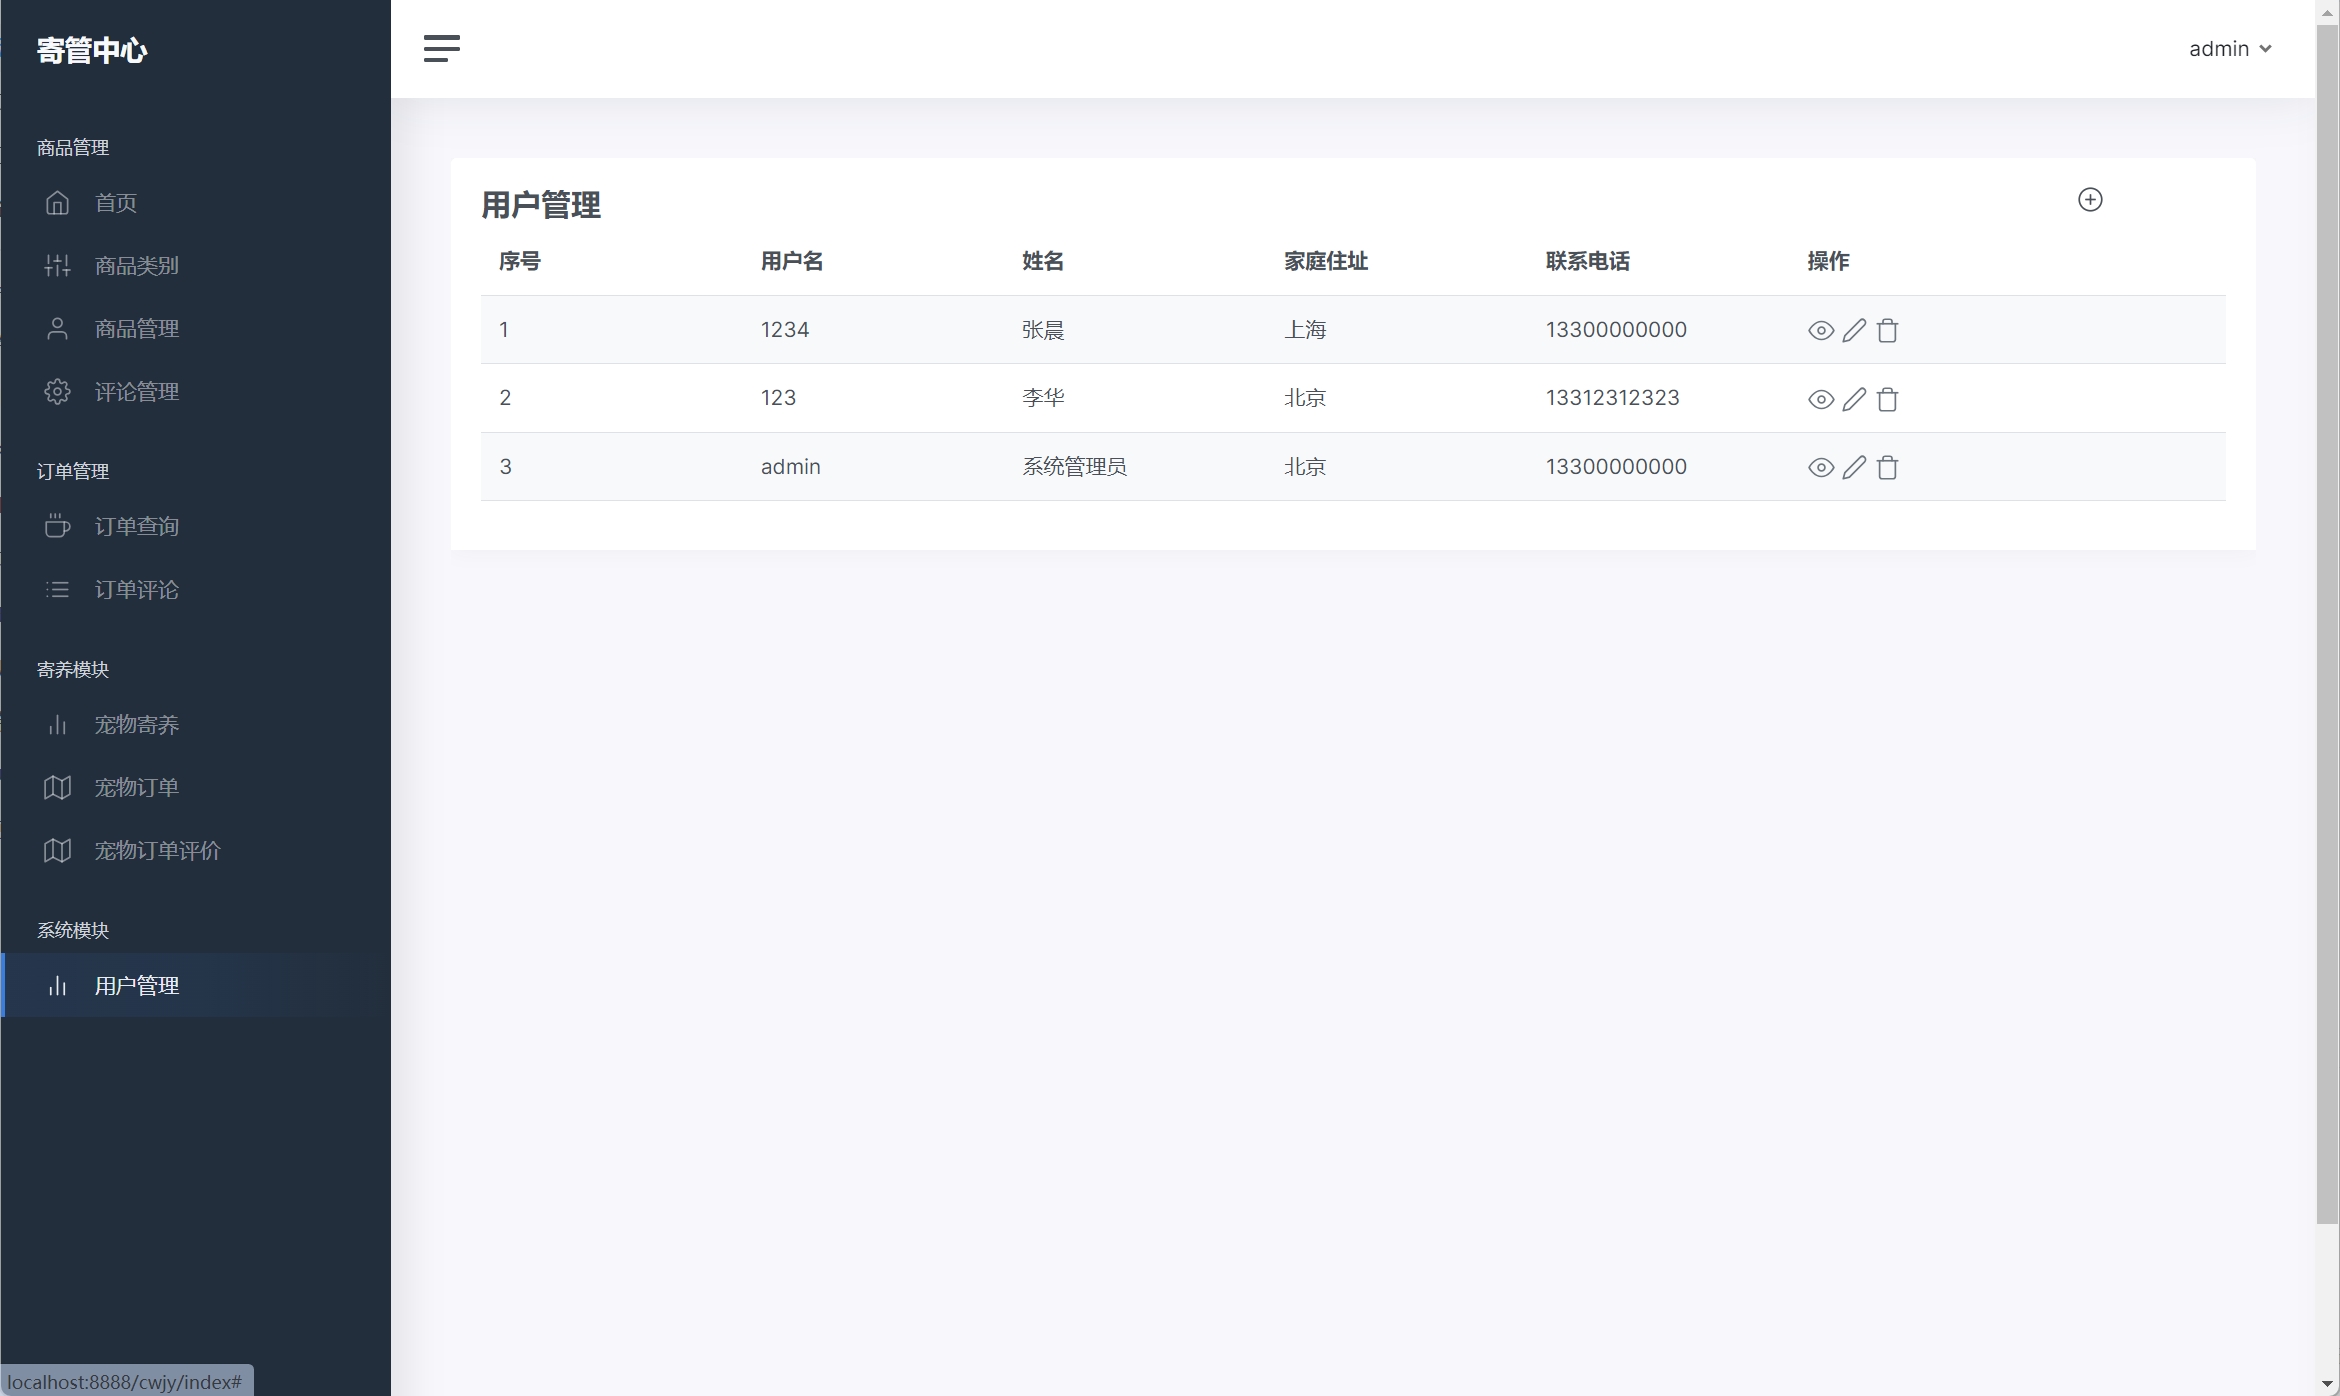 寄管中心
商品管理
首页
商品类别
商品管理
评论管理
订单管理
订单查询
订单评论
寄养模块
宠物寄养
宠物订单
宠物订单评价
系统模块
用户管理
localhost:8888/cwjy/index#
admin
用户管理
序号 用户名 姓名 家庭住址 联系电话 操作
1 1234 张晨 上海 13300000000
2 123 李华 北京 13312312323
3 admin 系统管理员 北京 13300000000